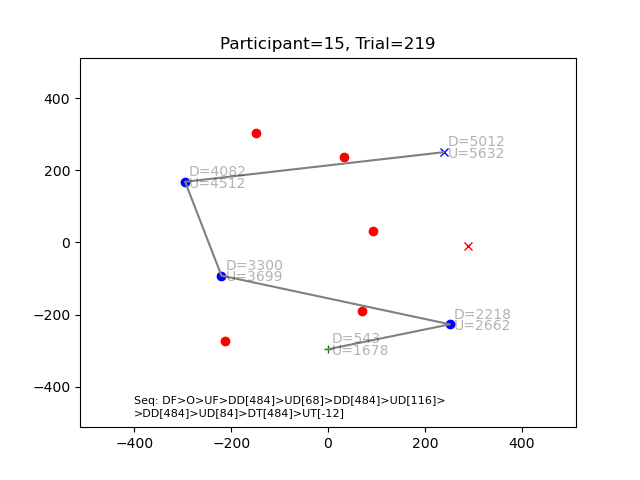 Participant=15, Trial=219
400
200
0
−200
−400
D=5012
U=5632
D=4082
U=4512
D=3300
U=3699
D=2218
U=2662
D=543
U=1678
Seq: DF>O>UF>DD[484]>UD[68]>DD[484]>UD[116]>
>DD[484]>UD[84]>DT[484]>UT[-12]
−400 −200 0 200 400